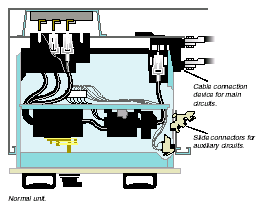 Cable connection
device for main
circuits.
Slide connectors for
auxiliary circuits.
Normal unit.